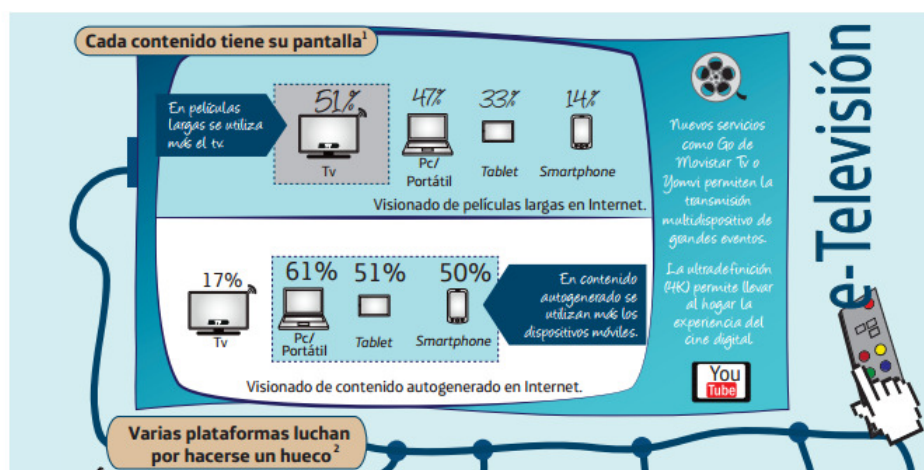 Cada contenido tiene su pantalla¹
e-Televisión
En películas
largas se utiliza
más el tv.
51%
Tv
47%
Pc/
Portátil
33%
Tablet
14%
Smartphone
Visionado de películas largas en Internet.
17%
Tv
61%
Pc/
Portátil
51%
Tablet
50%
Smartphone
En contenido
autogenerado se
utilizan más los
dispositivos móviles.
Visionado de contenido autogenerado en Internet.
Nuevos servicios
como Go de
Movistar Tv o
Yomvi permiten la
transmisión
multidispositivo de
grandes eventos.
La ultradefinición
(4K) permite llevar
al hogar la
experiencia del
cine digital.
You
Tube
Varias plataformas luchan
por hacerse un hueco²